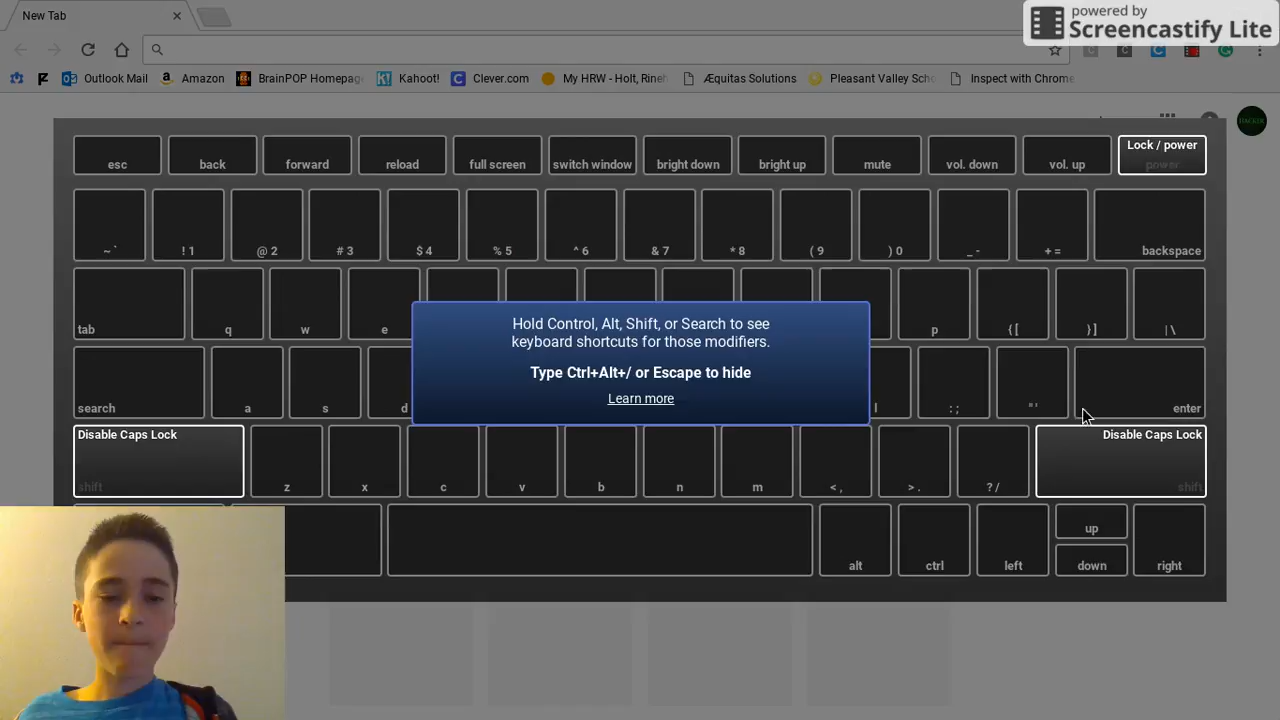 New Tab
powered by
Screencastify Lite
Outlook Mail
Amazon
BrainPOP Homepag
Kahoot!
Clever.com
My HRW - Holt, Rineh
Æquitas Solutions
Pleasant Valley Scho
Inspect with Chrome
esc
back
forward
reload
full screen
switch window
bright down
bright up
mute
vol. down
vol. up
Lock / power
power
~ `
! 1
@ 2
# 3
$ 4
% 5
^ 6
& 7
* 8
( 9
) 0
_ -
+ =
backspace
tab
q
w
e
p
{ [
} ]
| \
Hold Control, Alt, Shift, or Search to see
keyboard shortcuts for those modifiers.
Type Ctrl+Alt+/ or Escape to hide
Learn more
search
a
s
d
l
: ;
" '
enter
Disable Caps Lock
shift
z
x
c
v
b
n
m
< ,
> .
? /
Disable Caps Lock
shift
alt
ctrl
left
up
down
right